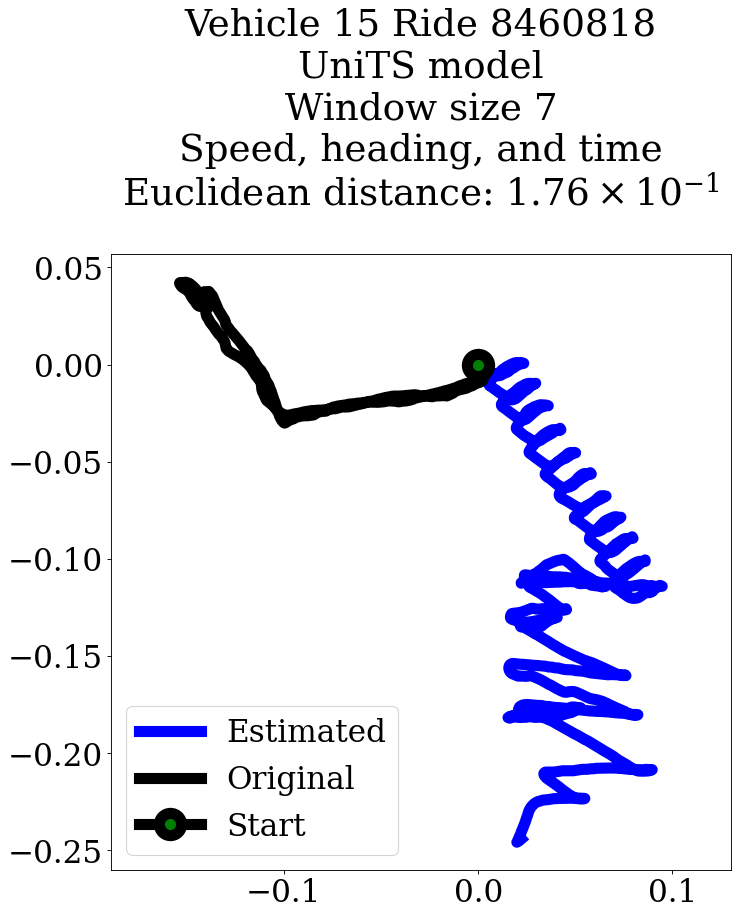 Vehicle 15 Ride 8460818
UniTS model
Window size 7
Speed, heading, and time
Euclidean distance: 1.76 × 10⁻¹
0.05
0.00
−0.05
−0.10
−0.15
−0.20
−0.25
Estimated
Original
Start
−0.1 0.0 0.1